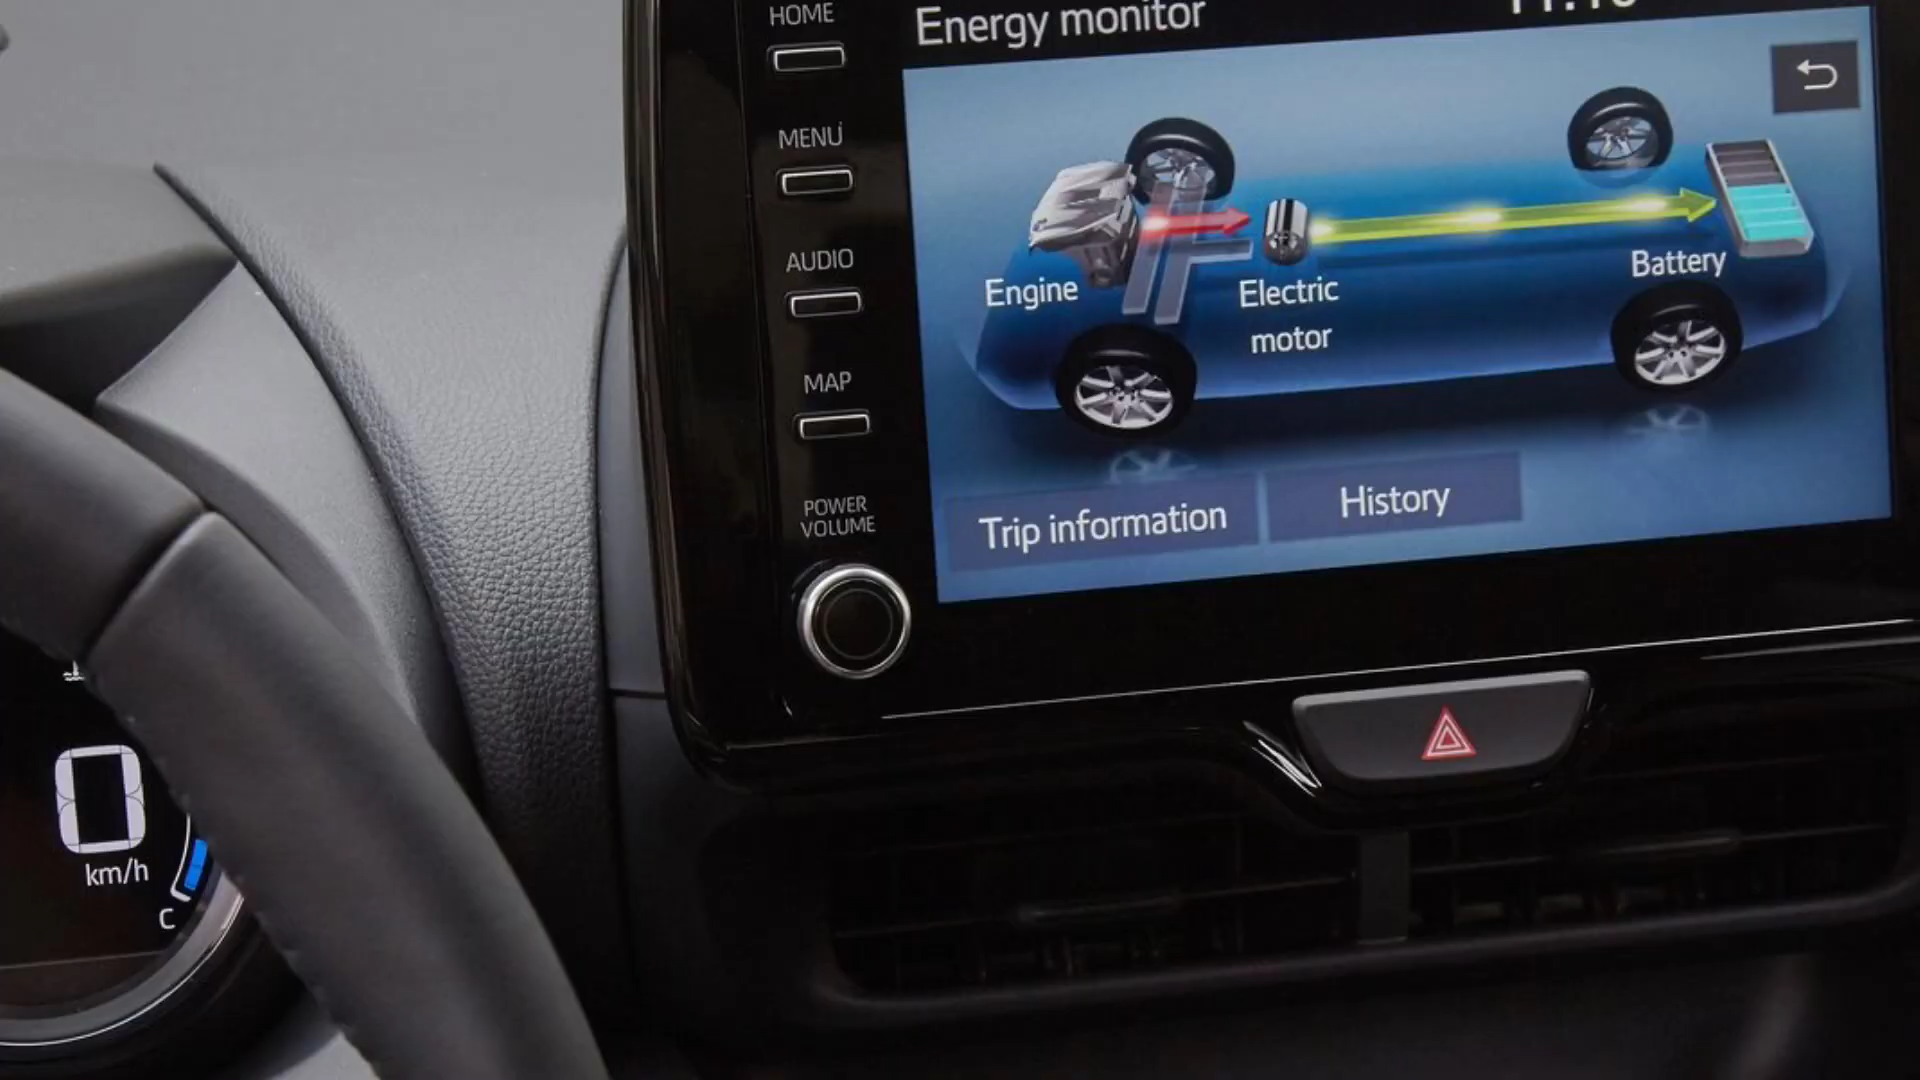 HOME
Energy monitor
MENU
AUDIO
MAP
POWER
VOLUME
Engine
Electric
motor
Battery
Trip information
History
0
km/h
C